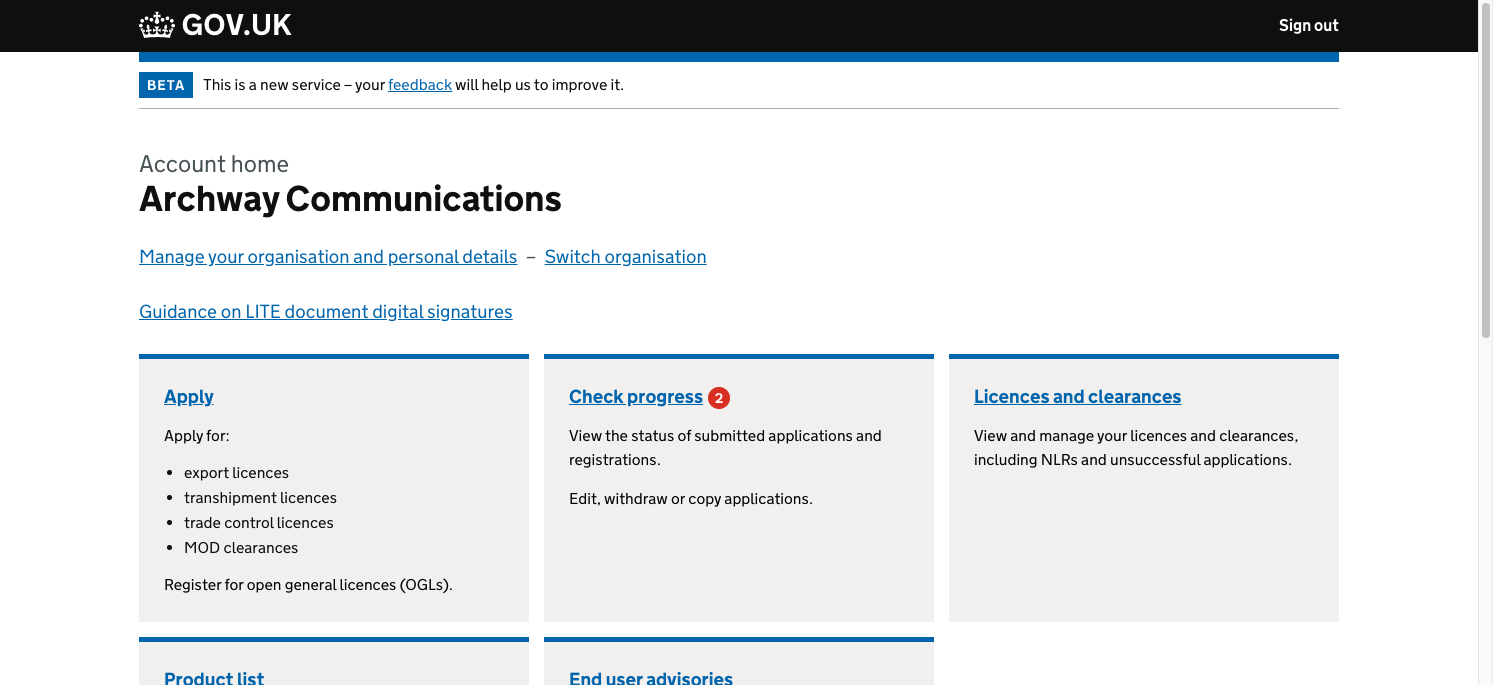 GOV.UK
Sign out
BETA This is a new service – your feedback will help us to improve it.
Account home
Archway Communications
Manage your organisation and personal details – Switch organisation
Guidance on LITE document digital signatures
Apply
Apply for:
• export licences
• transhipment licences
• trade control licences
• MOD clearances
Register for open general licences (OGLs).
Check progress 2
View the status of submitted applications and
registrations.
Edit, withdraw or copy applications.
Licences and clearances
View and manage your licences and clearances,
including NLRs and unsuccessful applications.
Product list
End user advisories